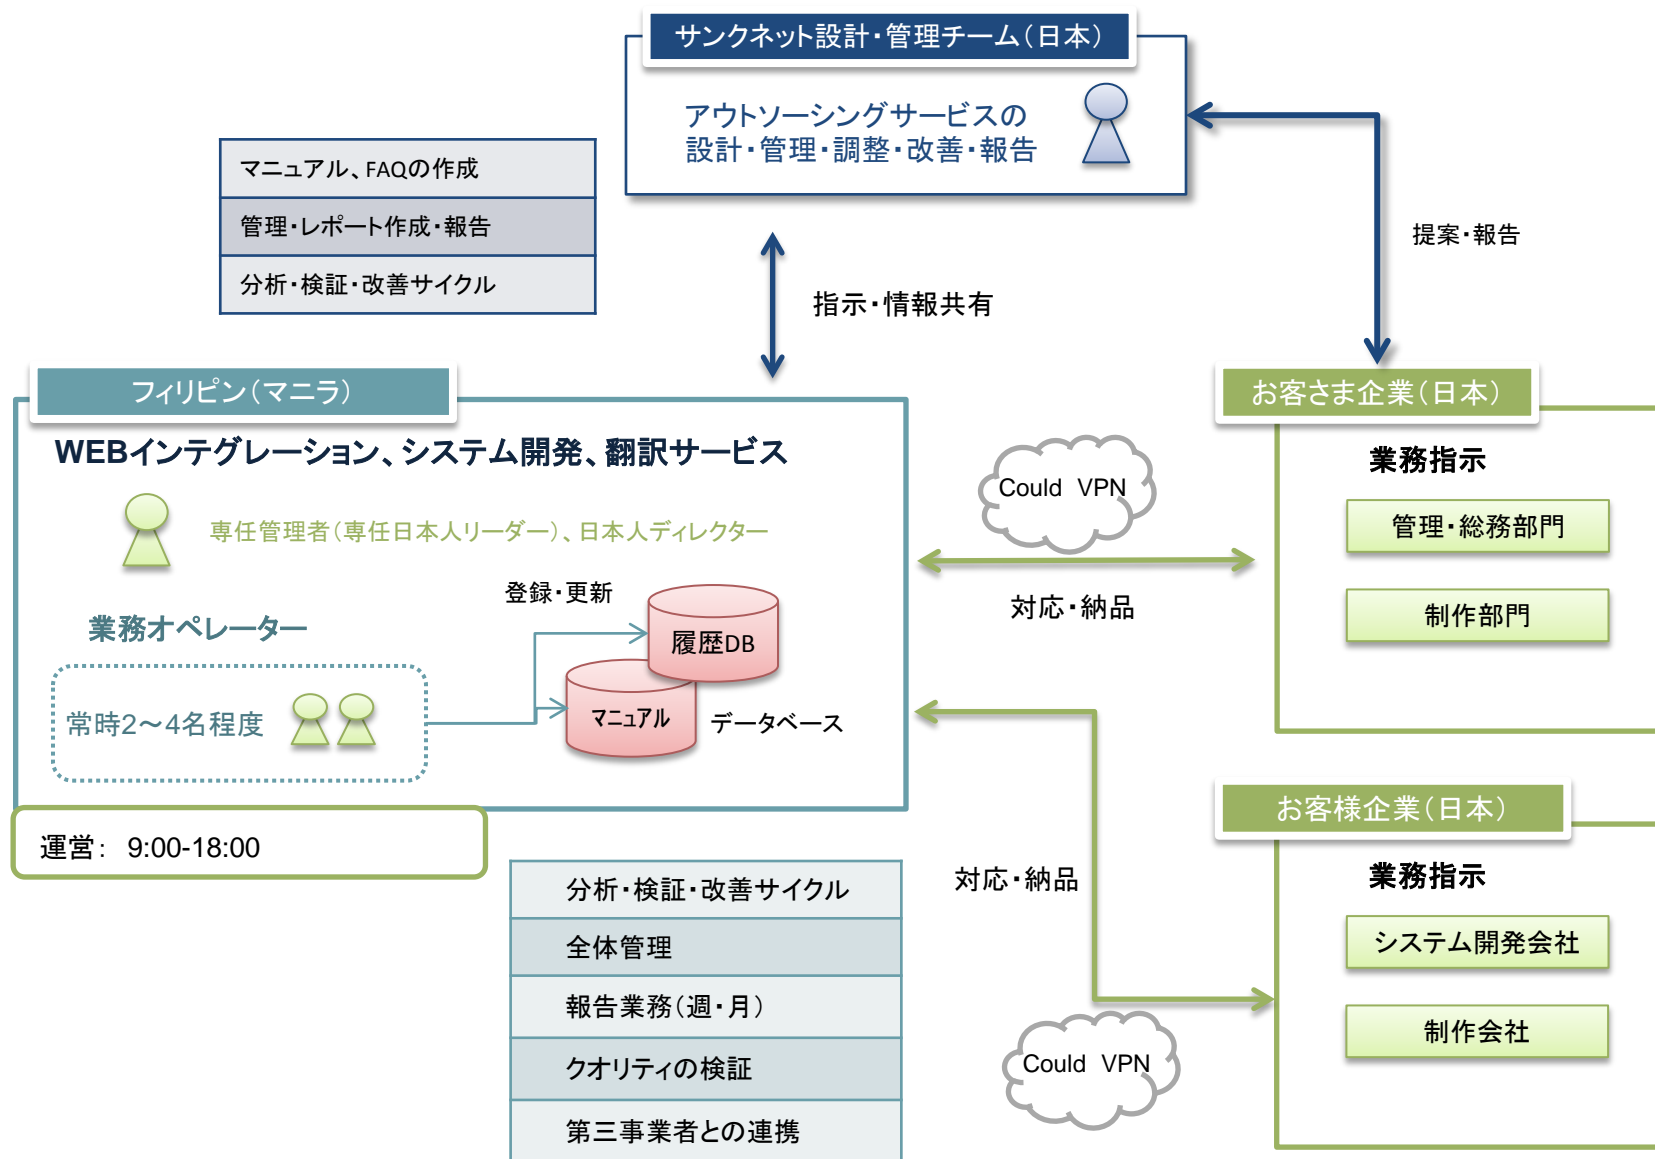 サンクネット設計・管理チーム（日本）
アウトソーシングサービスの
設計・管理・調整・改善・報告
マニュアル、FAQの作成
管理・レポート作成・報告
分析・検証・改善サイクル
提案・報告
指示・情報共有
フィリピン（マニラ）
WEBインテグレーション、システム開発、翻訳サービス
専任管理者（専任日本人リーダー）、日本人ディレクター
登録・更新
業務オペレーター
履歴DB
常時2～4名程度
マニュアル
データベース
運営： 9:00-18:00
Could VPN
対応・納品
お客さま企業（日本）
業務指示
管理・総務部門
制作部門
お客様企業（日本）
業務指示
システム開発会社
制作会社
対応・納品
Could VPN
分析・検証・改善サイクル
全体管理
報告業務（週・月）
クオリティの検証
第三事業者との連携